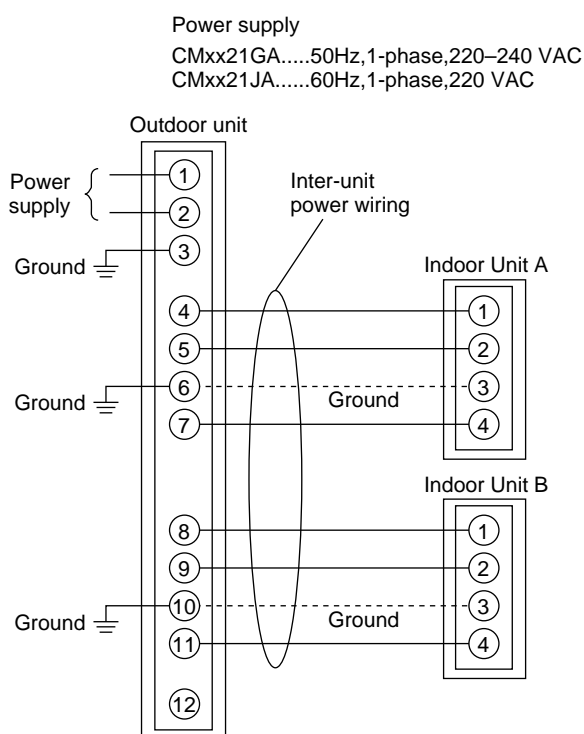 Power supply
CMxx21GA.....50Hz,1-phase,220–240 VAC
CMxx21JA......60Hz,1-phase,220 VAC
Outdoor unit
Power
supply
1
2
3
Ground
Inter-unit
power wiring
Indoor Unit A
4
5
6
7
Ground
Ground
1
2
3
4
Indoor Unit B
8
9
10
11
12
Ground
Ground
1
2
3
4